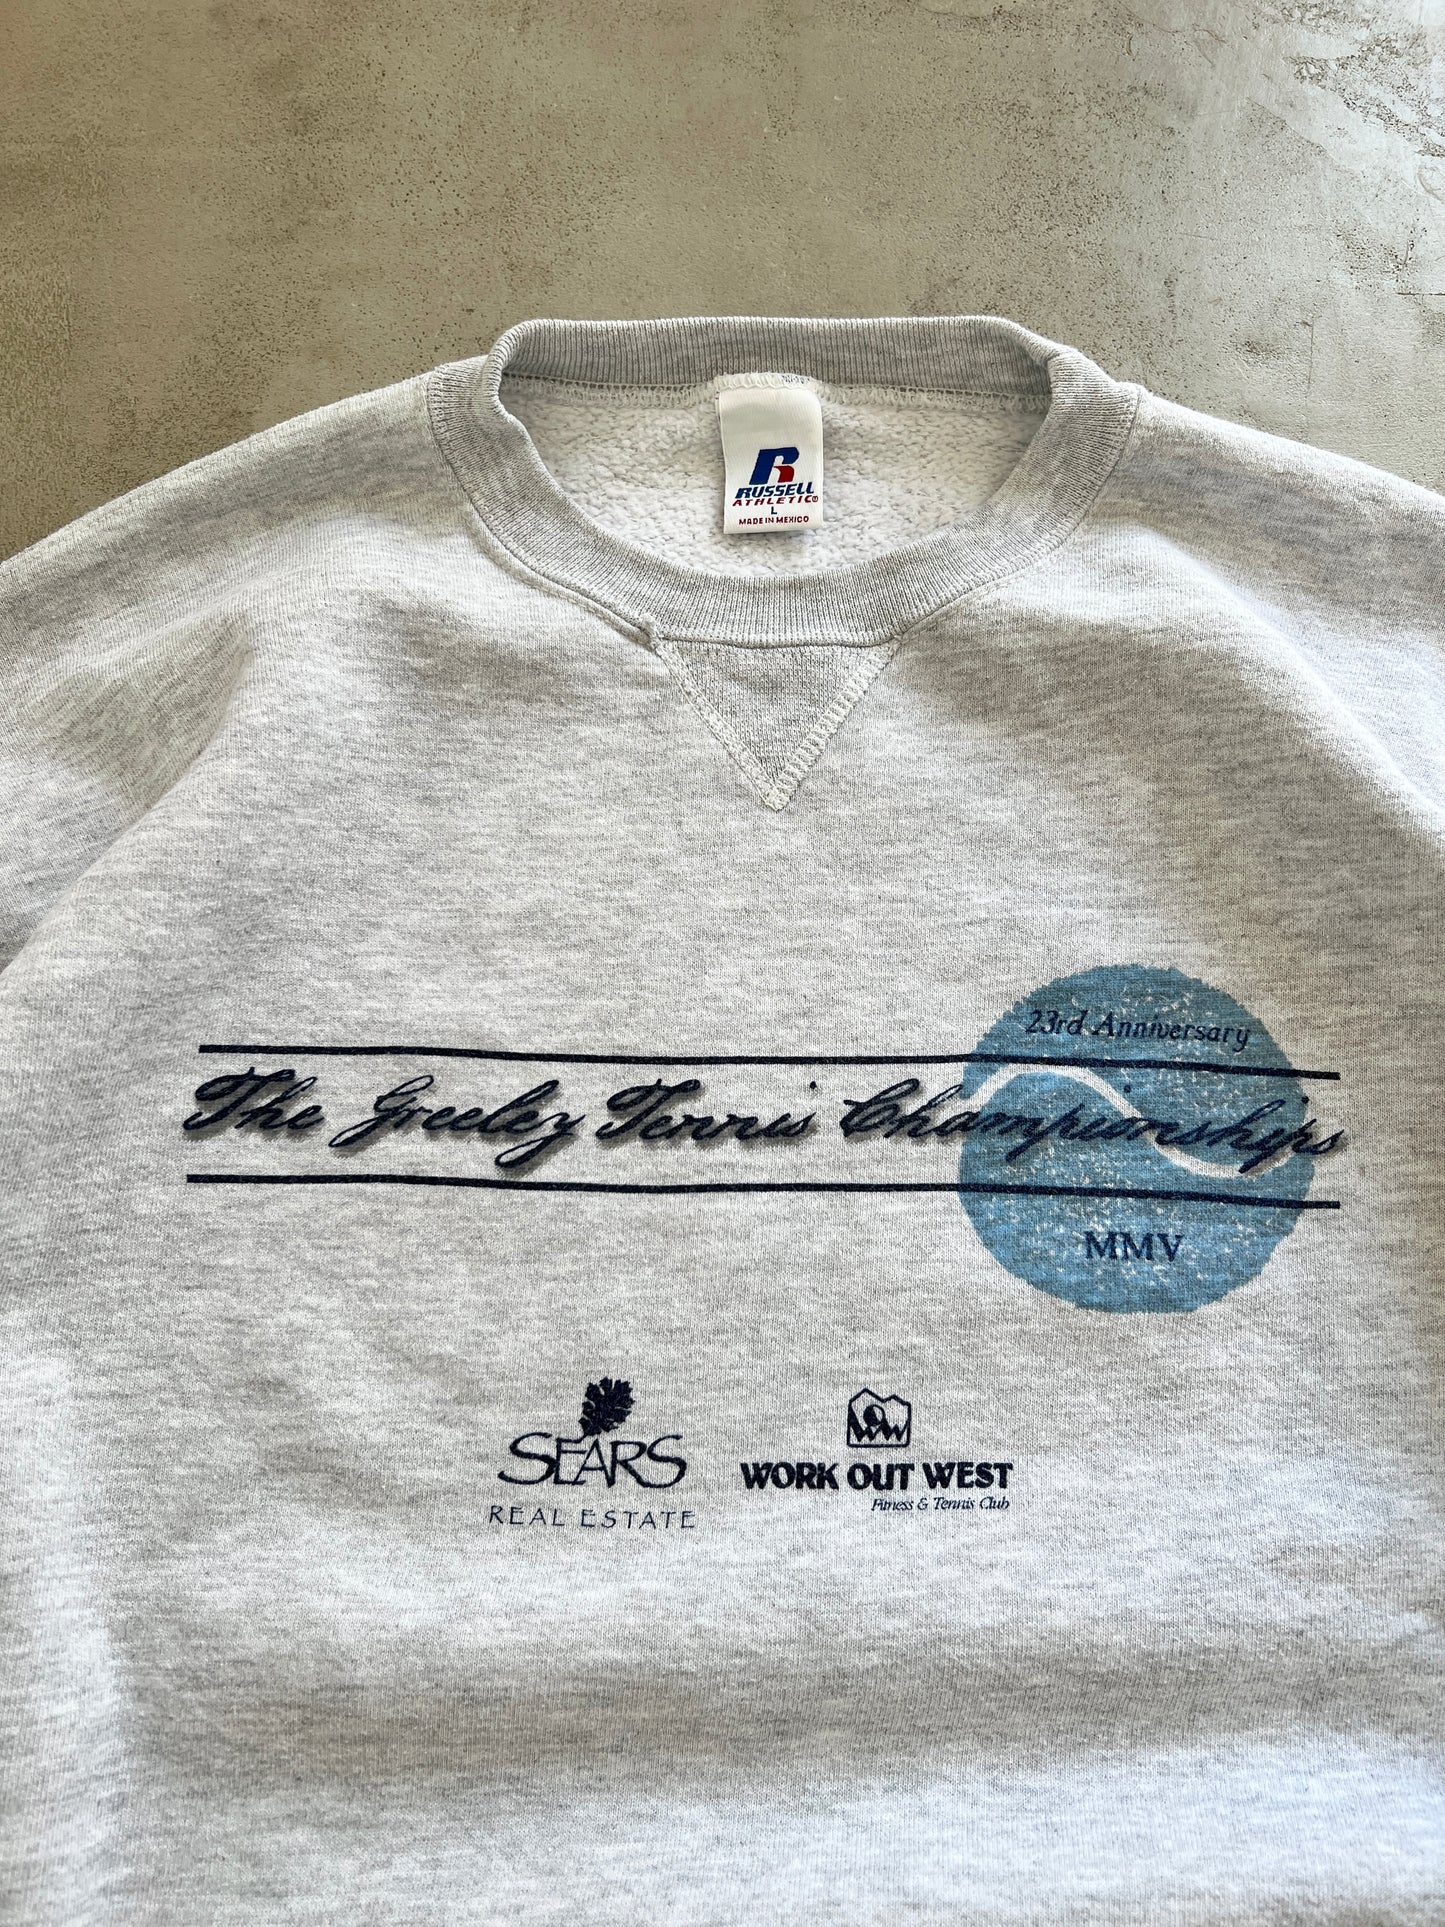 RUSSELL
ATHLETIC®
L
MADE IN MEXICO
23rd Anniversary
The Greeley Tennis Championships
MMV
SEARS
REAL ESTATE
WORK OUT WEST
Fitness & Tennis Club